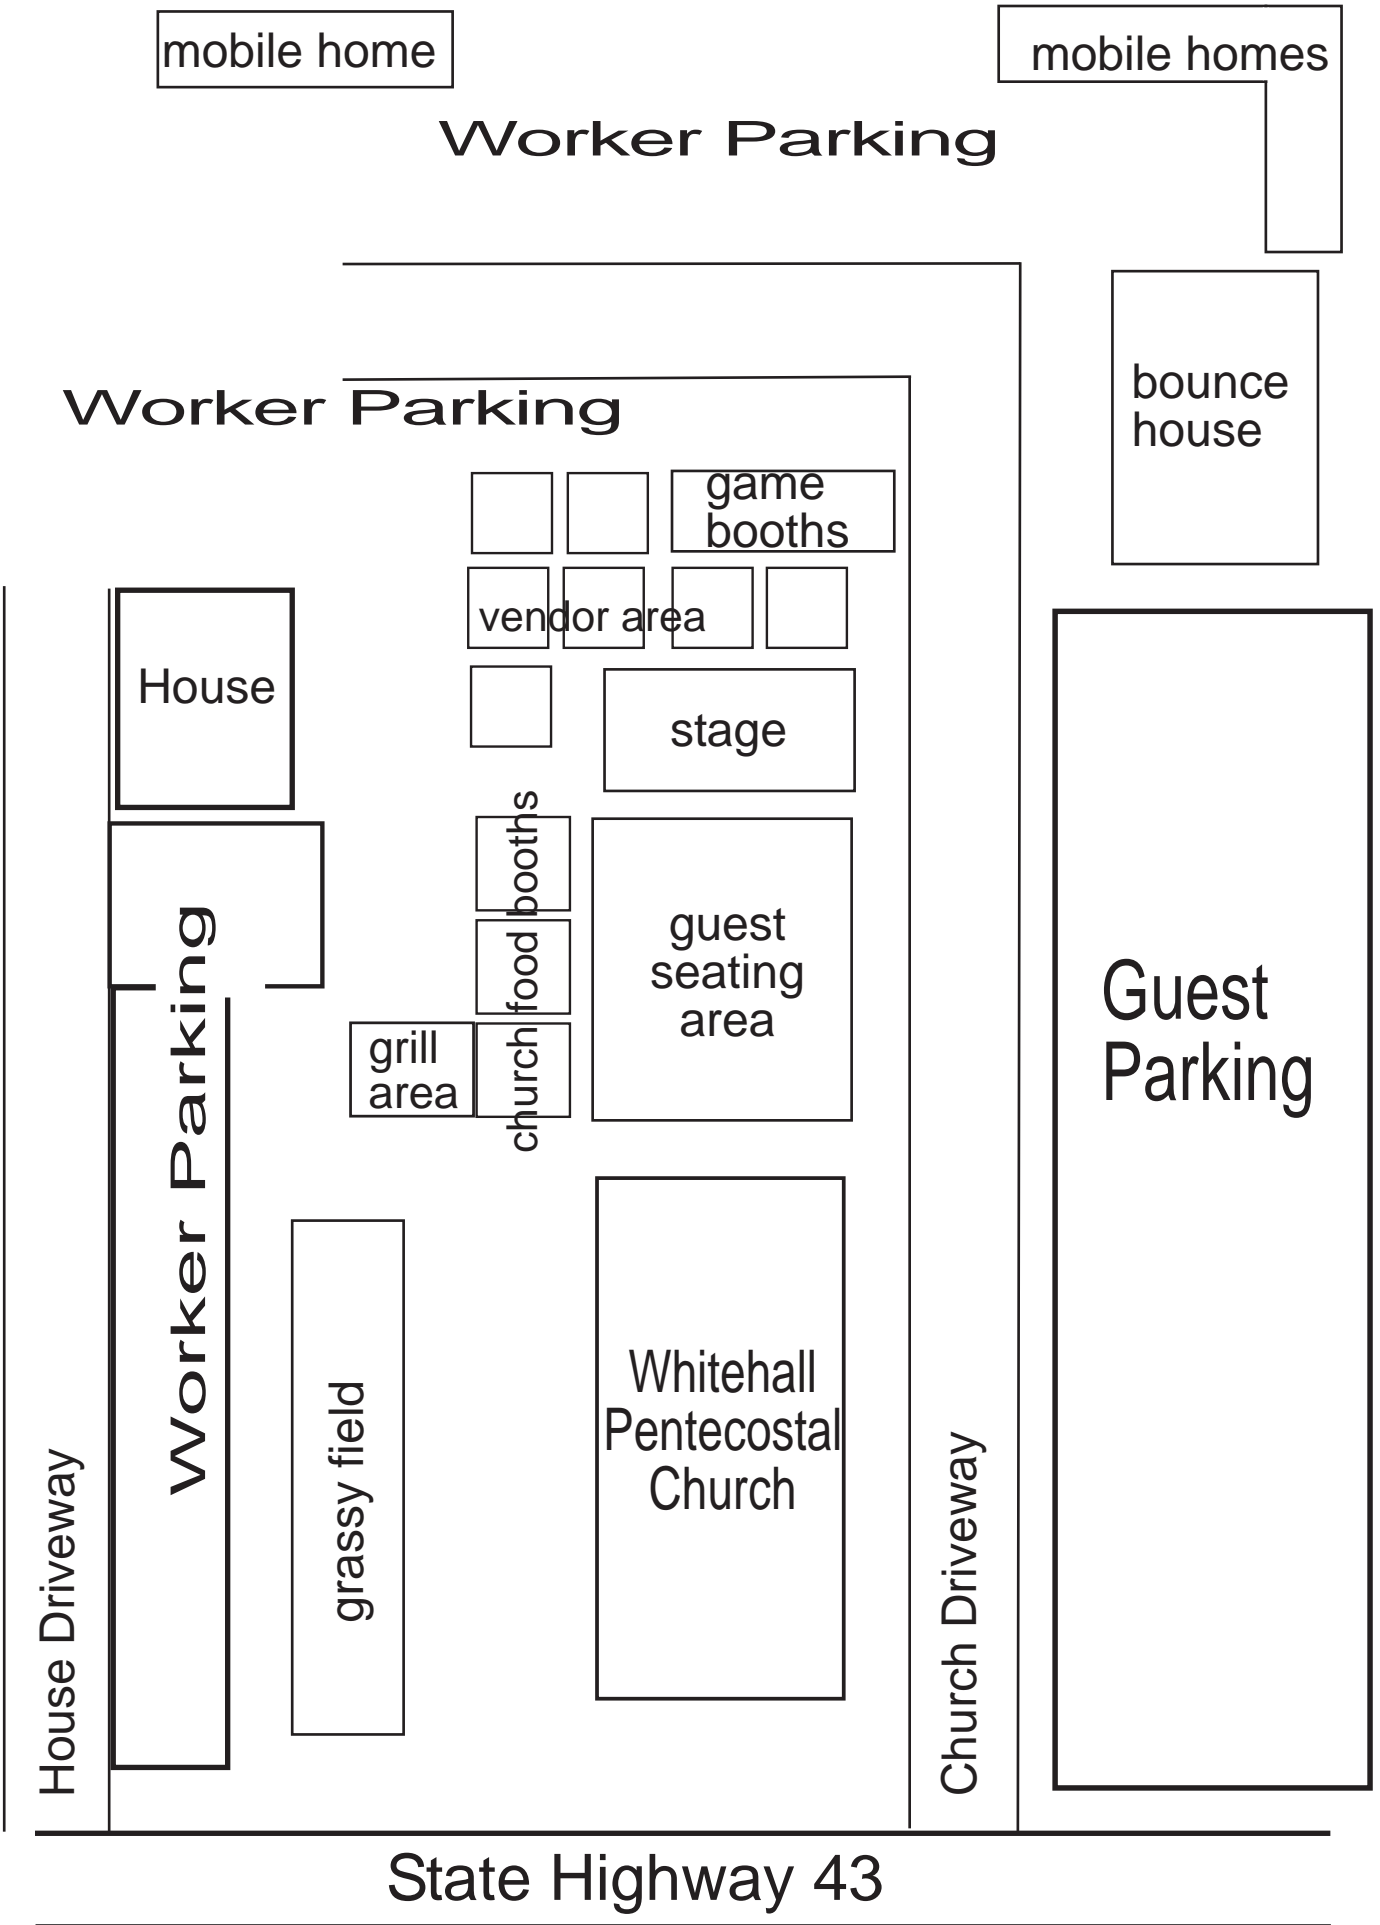 mobile home
mobile homes
Worker Parking
bounce
house
Worker Parking
game
booths
vendor area
House
stage
church food booths
guest
seating
area
Guest
Parking
grill
area
Worker Parking
Whitehall
Pentecostal
Church
grassy field
House Driveway
Church Driveway
State Highway 43